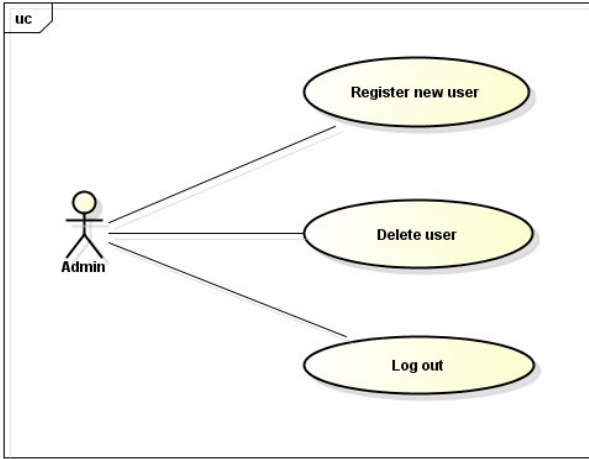 uc
Register new user
Delete user
Admin
Log out